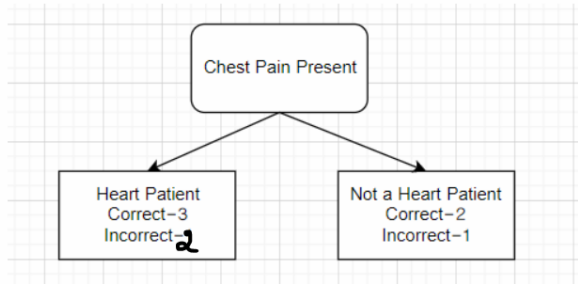 Chest Pain Present
Heart Patient
Correct-3
Incorrect-2
Not a Heart Patient
Correct-2
Incorrect-1